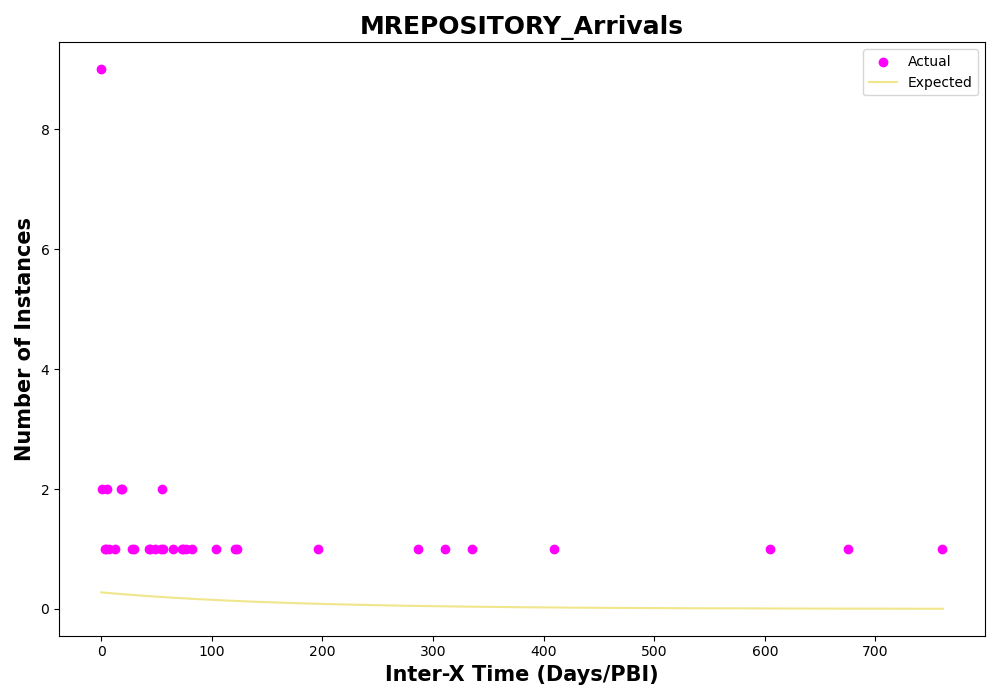 MREPOSITORY_Arrivals
Actual
Expected
8
6
4
2
0
Number of Instances
0 100 200 300 400 500 600 700
Inter-X Time (Days/PBI)